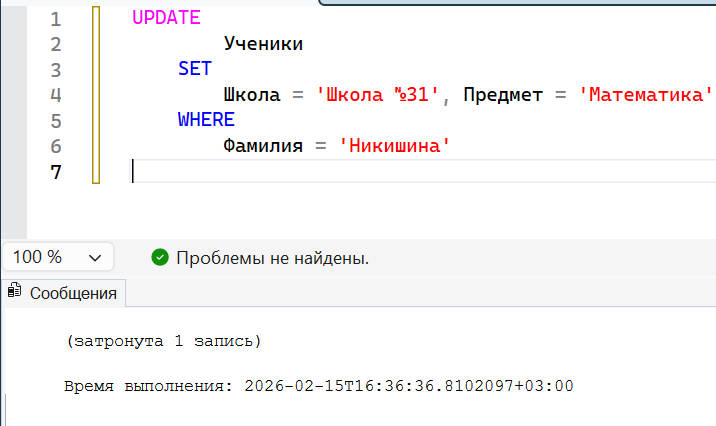 1 UPDATE
2 Ученики
3 SET
4 Школа = 'Школа №31', Предмет = 'Математика'
5 WHERE
6 Фамилия = 'Никишина'
7
100 %
Проблемы не найдены.
Сообщения
(затронута 1 запись)
Время выполнения: 2026-02-15T16:36:36.8102097+03:00